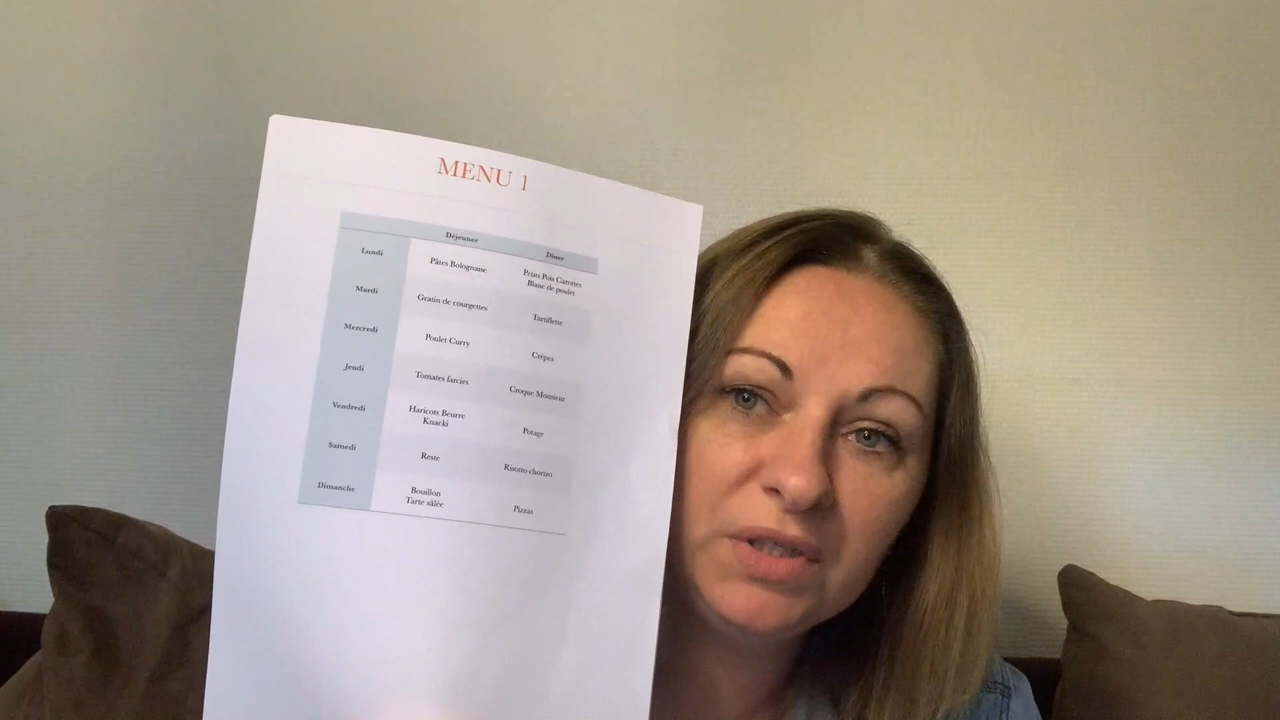 MENU 1
Déjeuner Dîner
Lundi Pâtes Bolognaise Petits Pois Carottes
Blanc de poulet
Mardi Gratin de courgettes Tartiflette
Mercredi Poulet Curry Crêpes
Jeudi Tomates farcies Croque Monsieur
Vendredi Haricots Beurre
Knacki Potage
Samedi Reste Risotto chorizo
Dimanche Bouillon
Tarte sâlée Pizzas